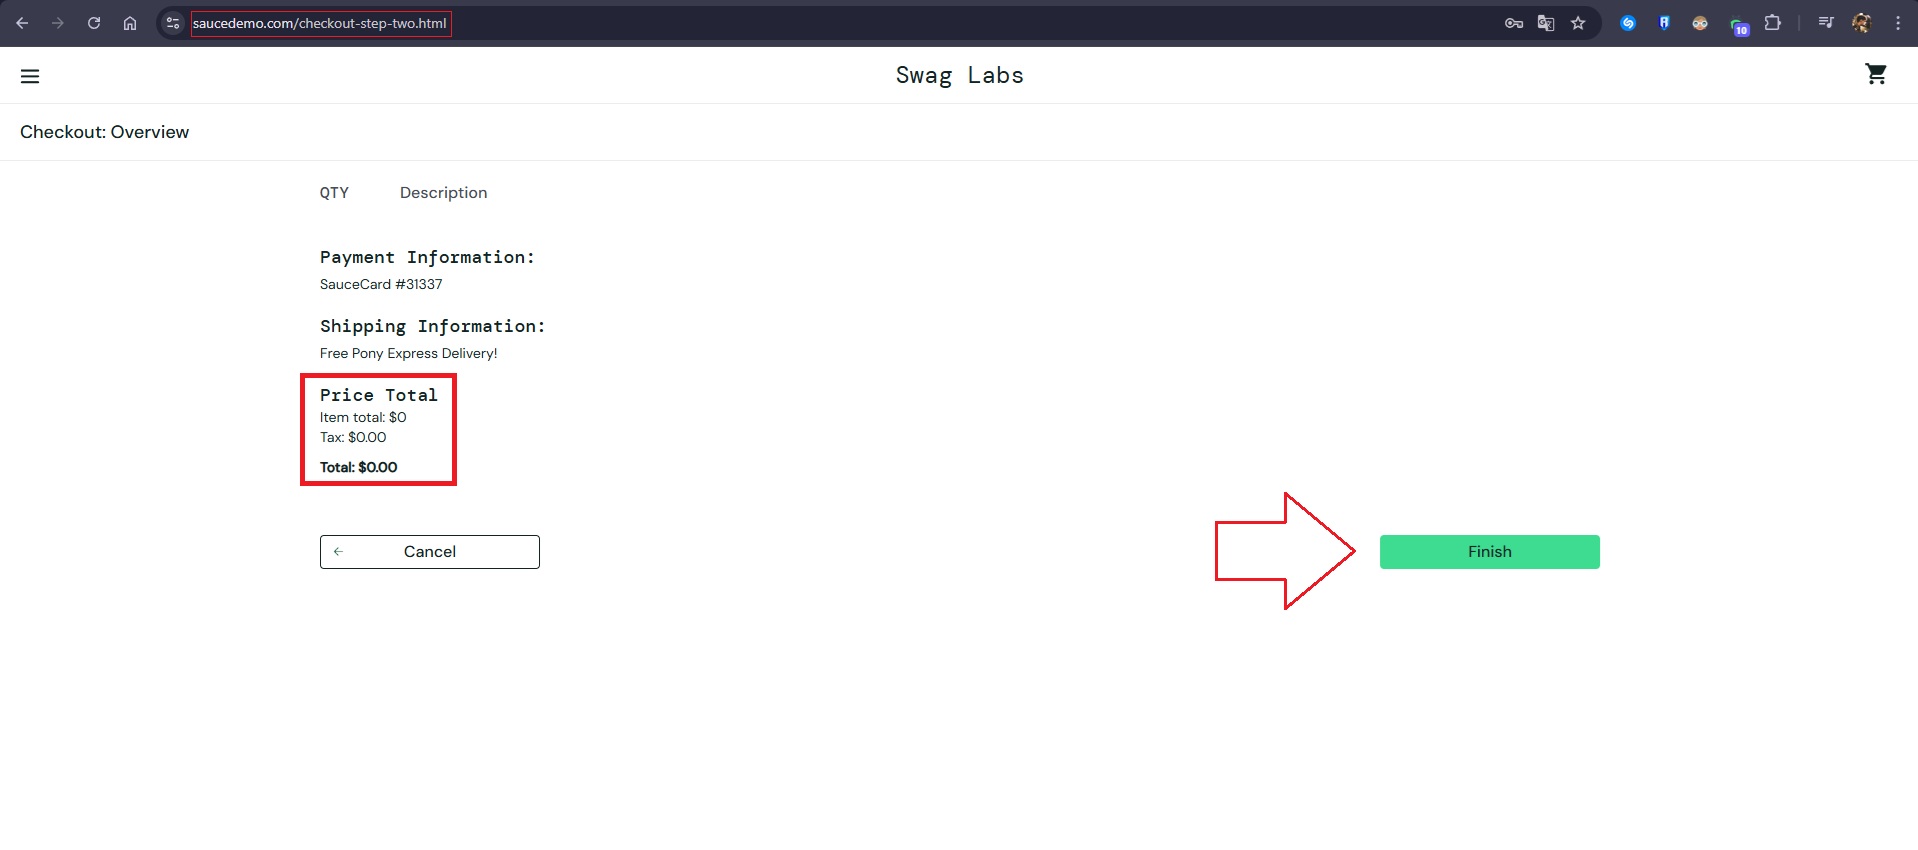 saucedemo.com/checkout-step-two.html
10
Swag Labs
Checkout: Overview
QTY Description
Payment Information:
SauceCard #31337
Shipping Information:
Free Pony Express Delivery!
Price Total
Item total: $0
Tax: $0.00
Total: $0.00
Cancel
Finish